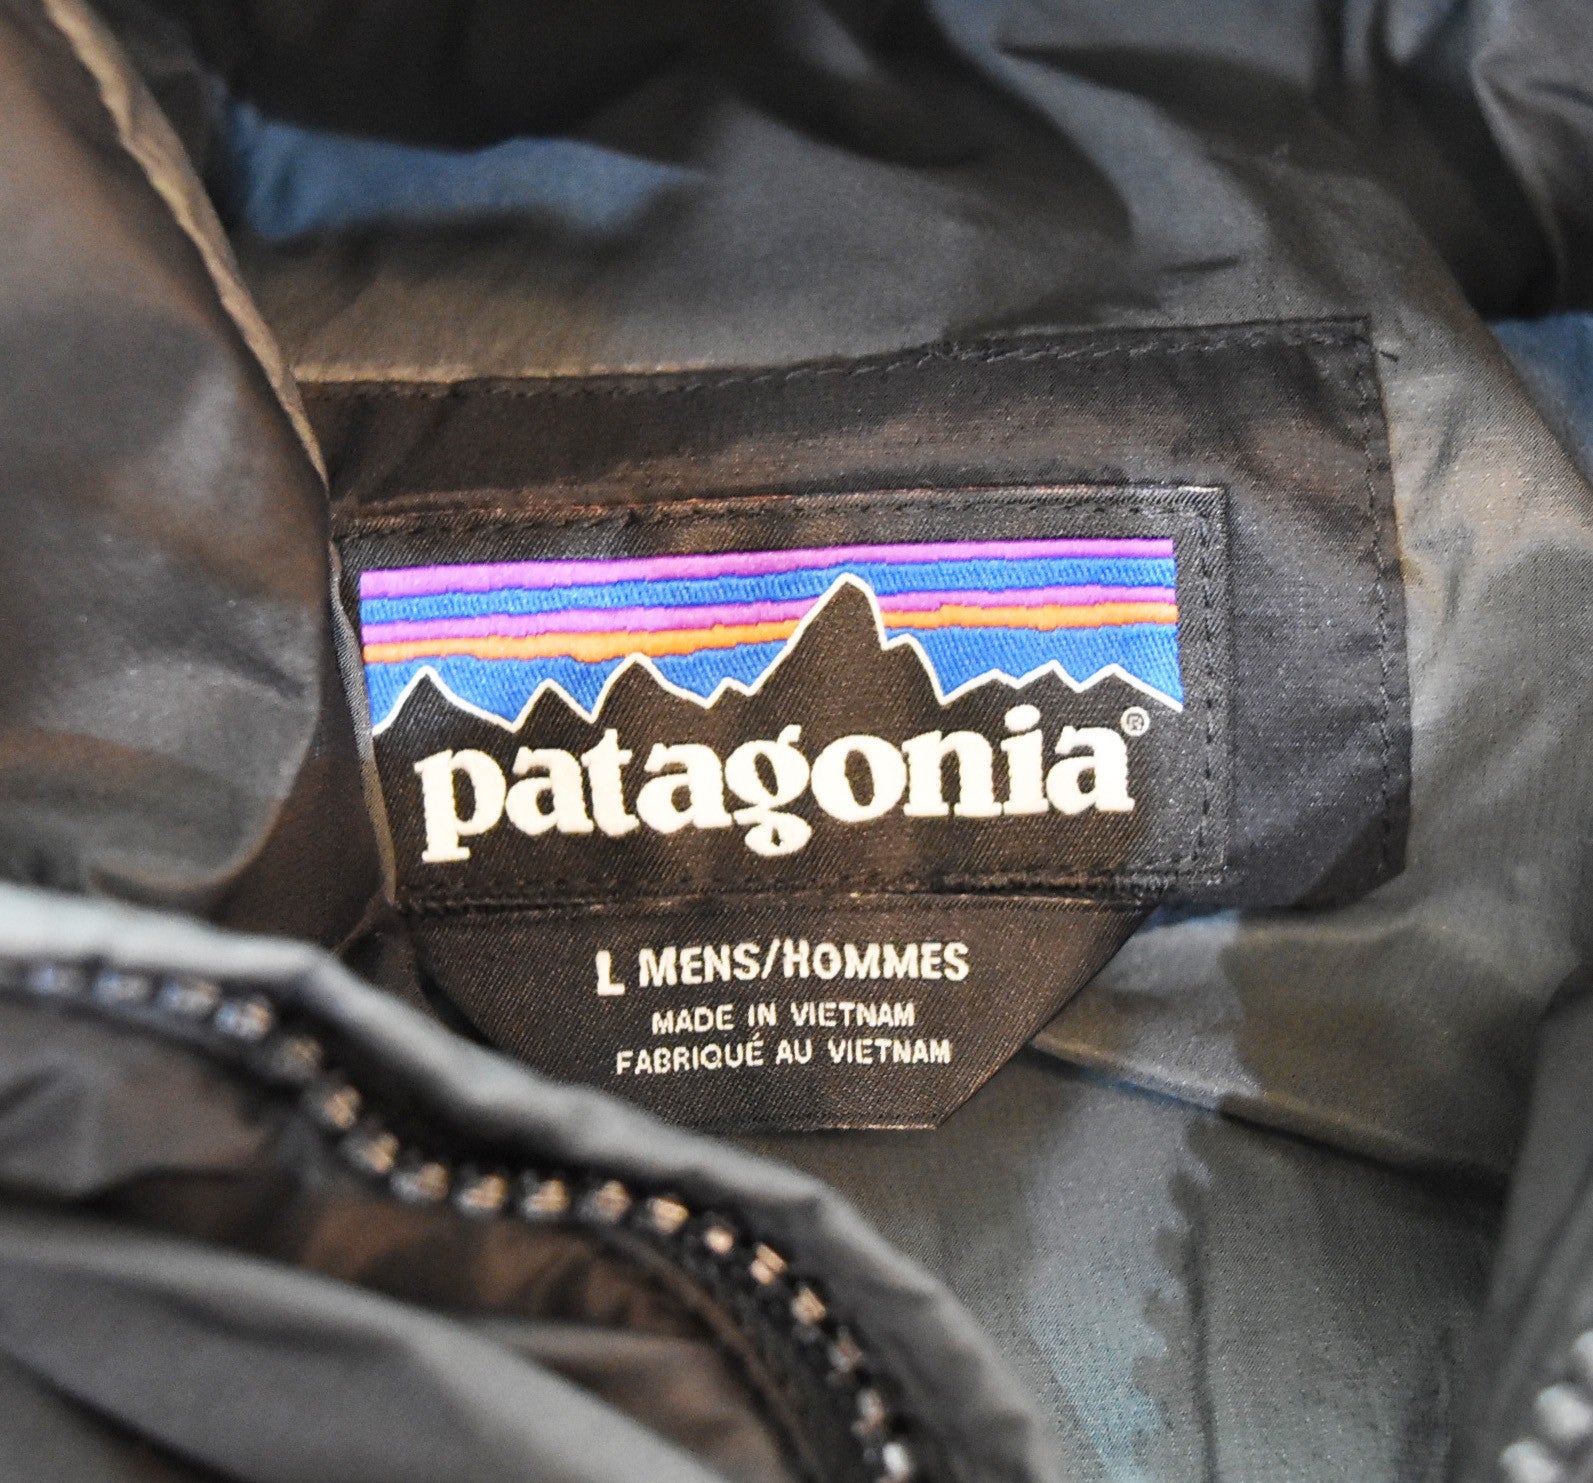 patagonia®
L MENS/HOMMES
MADE IN VIETNAM
FABRIQUÉ AU VIETNAM